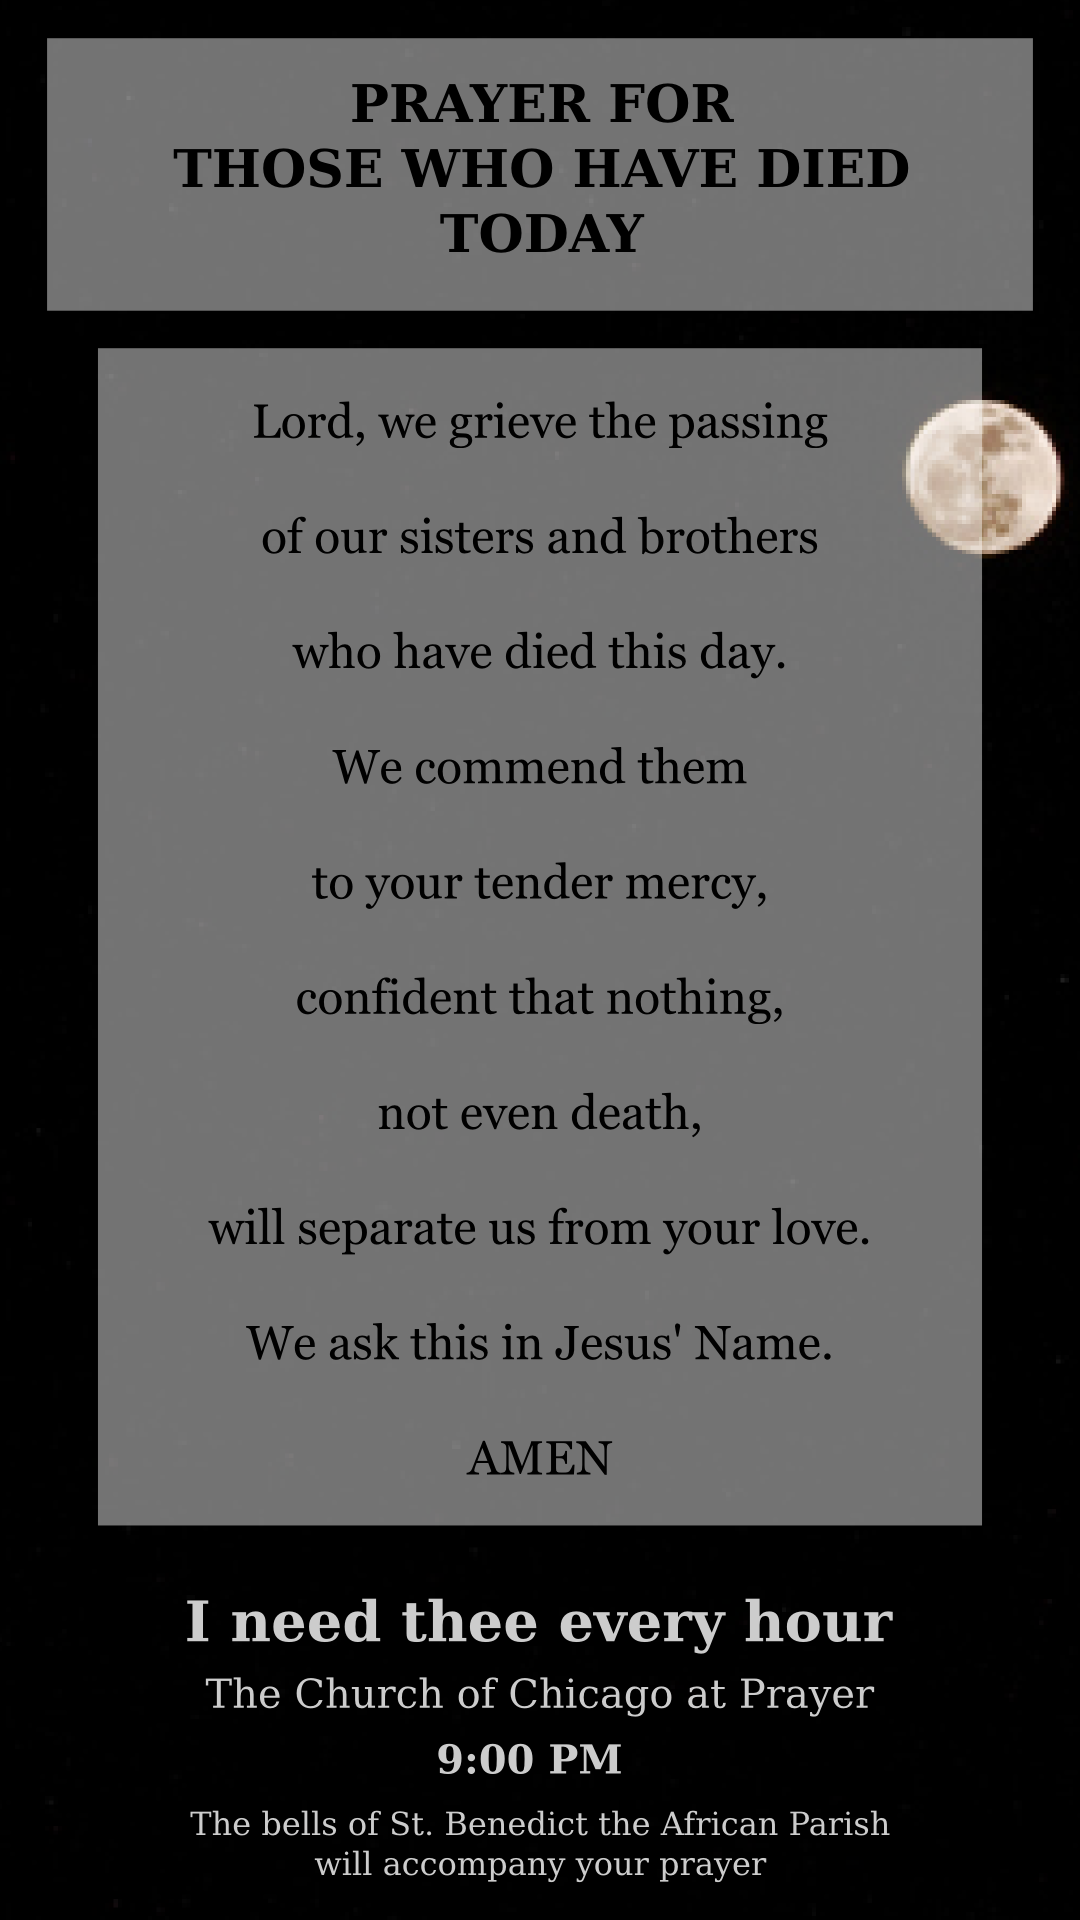 PRAYER FOR
THOSE WHO HAVE DIED
TODAY
Lord, we grieve the passing
of our sisters and brothers
who have died this day.
We commend them
to your tender mercy,
confident that nothing,
not even death,
will separate us from your love.
We ask this in Jesus' Name.
AMEN
I need thee every hour
The Church of Chicago at Prayer
9:00 PM
The bells of St. Benedict the African Parish
will accompany your prayer